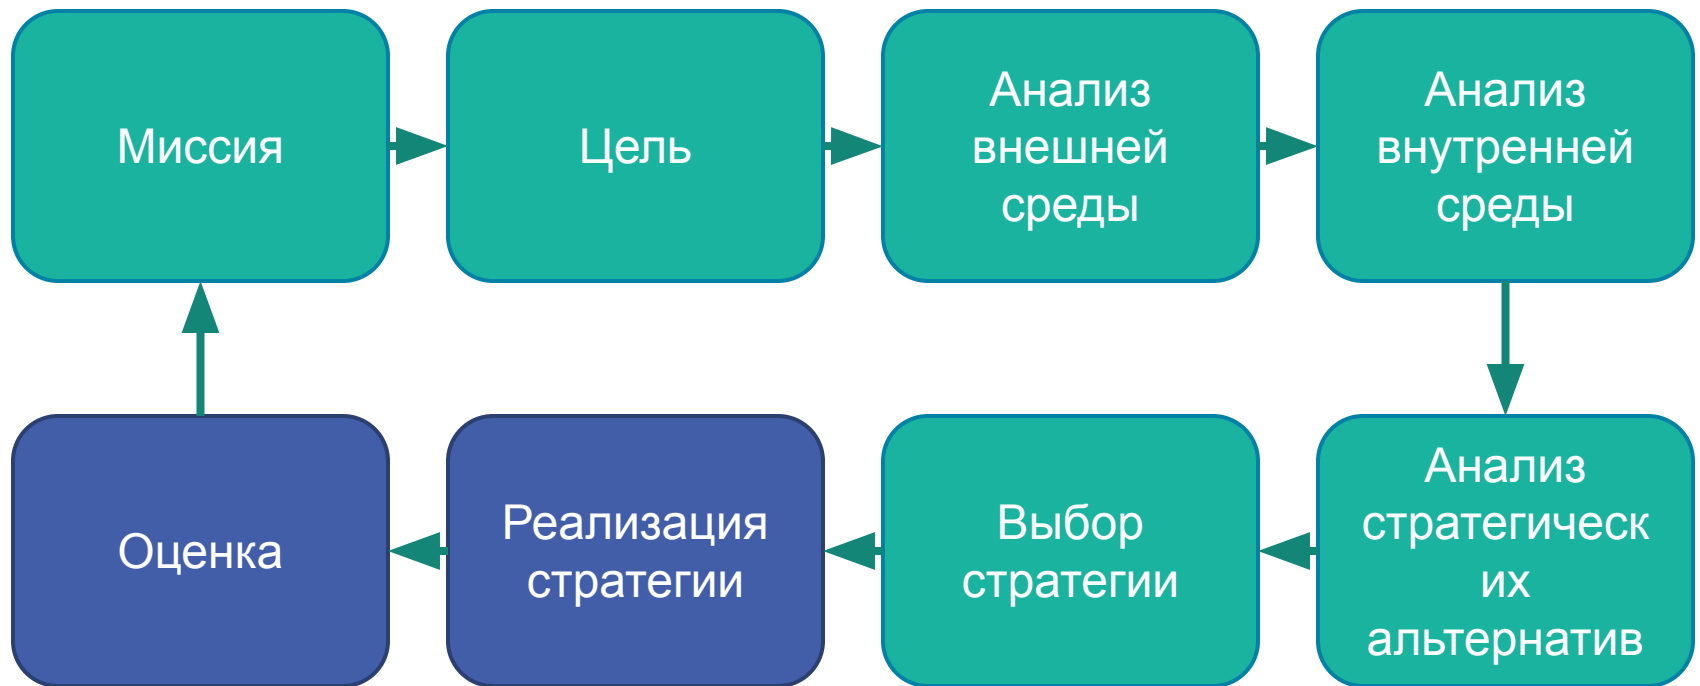 Миссия
Цель
Анализ
внешней
среды
Анализ
внутренней
среды
Оценка
Реализация
стратегии
Выбор
стратегии
Анализ
стратегическ
их
альтернатив